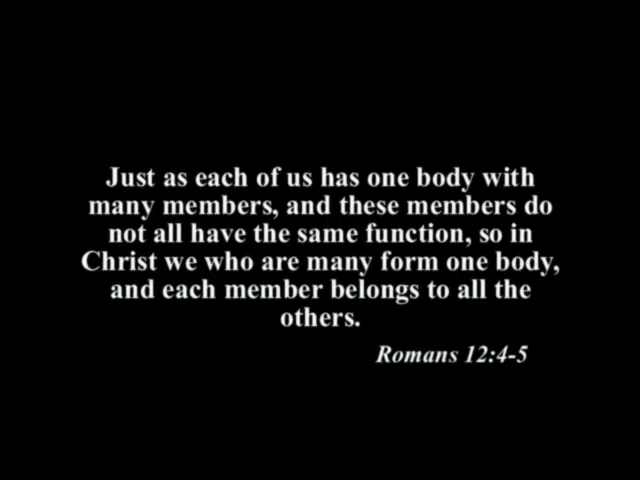 Just as each of us has one body with
many members, and these members do
not all have the same function, so in
Christ we who are many form one body,
and each member belongs to all the
others.
Romans 12:4-5